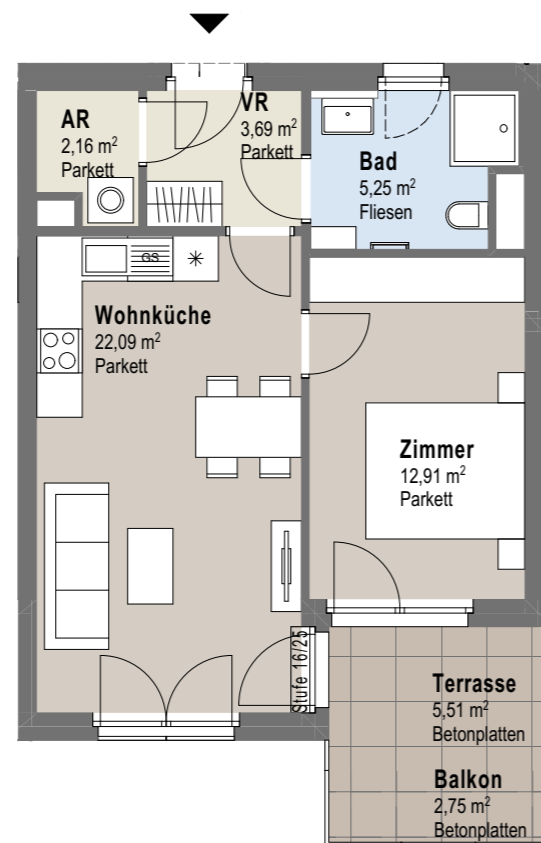 AR
2,16 m²
Parkett
VR
3,69 m²
Parkett
Bad
5,25 m²
Fliesen
GS
Wohnküche
22,09 m²
Parkett
Zimmer
12,91 m²
Parkett
Stufe 16/25
Terrasse
5,51 m²
Betonplatten
Balkon
2,75 m²
Betonplatten